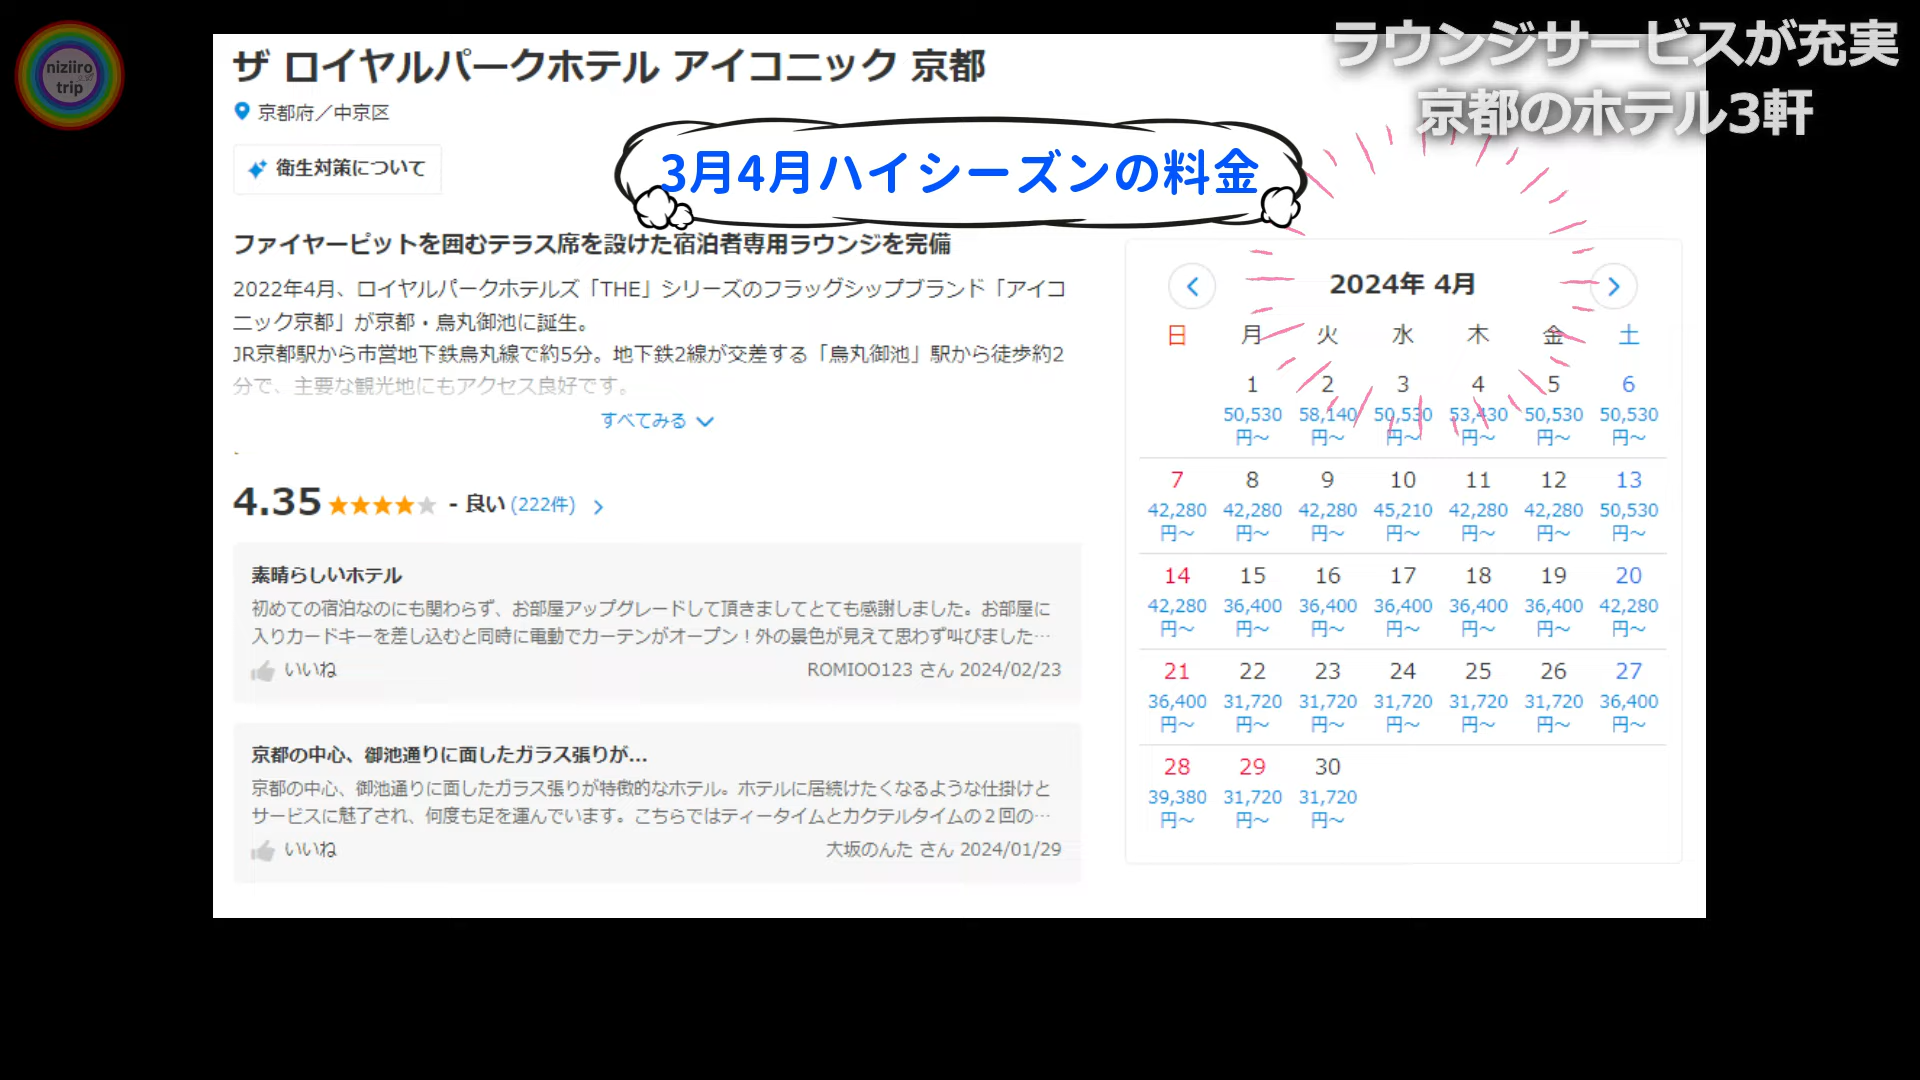 niziiro
trip
ラウンジサービスが充実
京都のホテル3軒
ザ ロイヤルパークホテル アイコニック 京都
京都府／中京区
衛生対策について
3月4月ハイシーズンの料金
ファイヤーピットを囲むテラス席を設けた宿泊者専用ラウンジを完備
2022年4月、ロイヤルパークホテルズ「THE」シリーズのフラッグシップブランド「アイコ
ニック京都」が京都・烏丸御池に誕生。
JR京都駅から市営地下鉄烏丸線で約5分。地下鉄2線が交差する「烏丸御池」駅から徒歩約2
分で、主要な観光地にもアクセス良好です。
すべてみる
4.35 ★★★★★ - 良い (222件)
素晴らしいホテル
初めての宿泊なのにも関わらず、お部屋アップグレードして頂きましてとても感謝しました。お部屋に
入りカードキーを差し込むと同時に電動でカーテンがオープン！外の景色が見えて思わず叫びました…
いいね ROMIOO123 さん 2024/02/23
京都の中心、御池通りに面したガラス張りが...
京都の中心、御池通りに面したガラス張りが特徴的なホテル。ホテルに居続けたくなるような仕掛けと
サービスに魅了され、何度も足を運んでいます。こちらではティータイムとカクテルタイムの２回の…
いいね 大坂のんた さん 2024/01/29
2024年 4月
日 月 火 水 木 金 土
1 2 3 4 5 6
50,530 58,140 50,530 53,430 50,530 50,530
円～ 円～ 円～ 円～ 円～ 円～
7 8 9 10 11 12 13
42,280 42,280 42,280 45,210 42,280 42,280 50,530
円～ 円～ 円～ 円～ 円～ 円～ 円～
14 15 16 17 18 19 20
42,280 36,400 36,400 36,400 36,400 36,400 42,280
円～ 円～ 円～ 円～ 円～ 円～ 円～
21 22 23 24 25 26 27
36,400 31,720 31,720 31,720 31,720 31,720 36,400
円～ 円～ 円～ 円～ 円～ 円～ 円～
28 29 30
39,380 31,720 31,720
円～ 円～ 円～